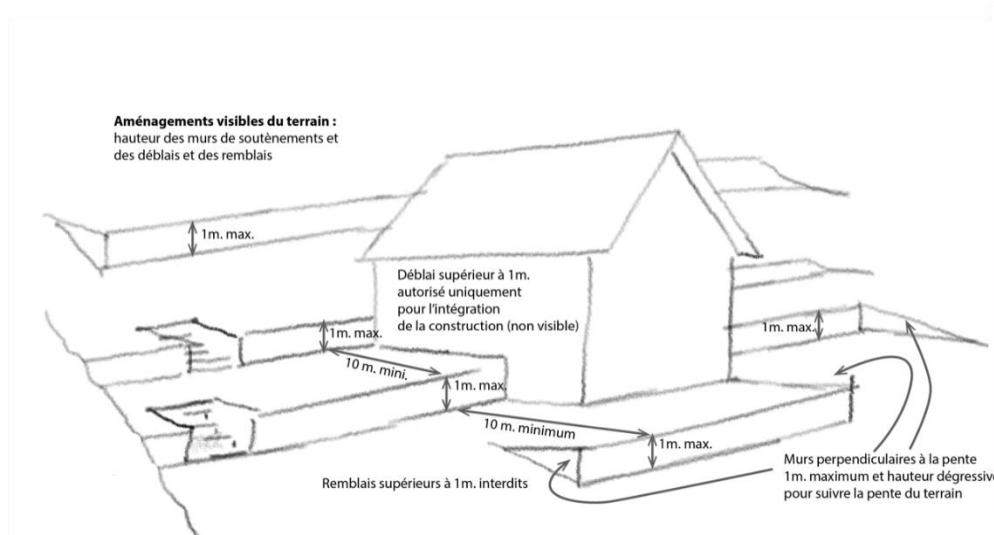 Aménagements visibles du terrain :
hauteur des murs de soutènements et
des déblais et des remblais
1m. max.
Déblai supérieur à 1m.
autorisé uniquement
pour l'intégration
de la construction (non visible)
1m. max.
1m. max.
10 m. mini.
1m. max.
10 m. minimum
1m. max.
Remblais supérieurs à 1m. interdits
Murs perpendiculaires à la pente
1m. maximum et hauteur dégressive
pour suivre la pente du terrain